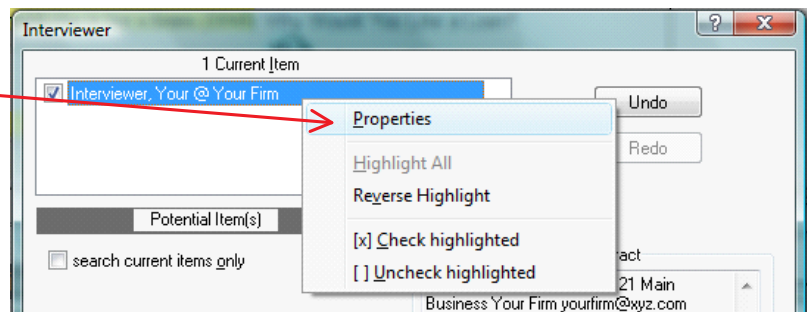 Interviewer
1 Current Item
Interviewer, Your @ Your Firm
Undo
Properties
Redo
Highlight All
Reverse Highlight
Potential Item(s)
[x] Check highlighted
search current items only
[ ] Uncheck highlighted
21 Main
Business Your Firm yourfirm@xyz.com